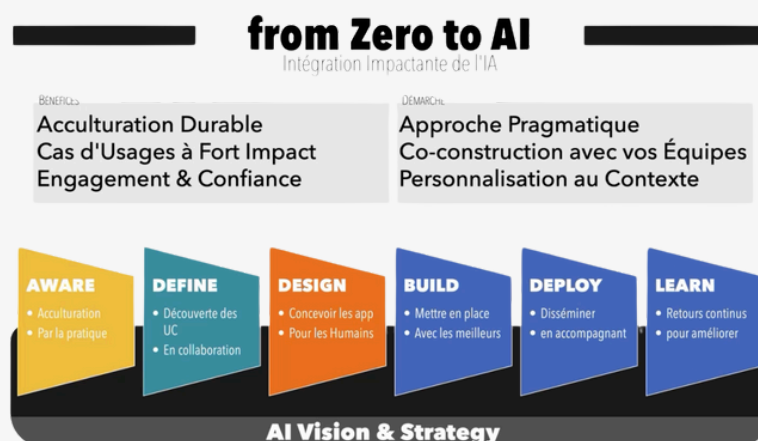 from Zero to AI
Intégration Impactante de l'IA
BÉNÉFICES
Acculturation Durable
Cas d'Usages à Fort Impact
Engagement & Confiance
DÉMARCHE
Approche Pragmatique
Co-construction avec vos Équipes
Personnalisation au Contexte
AWARE
• Acculturation
• Par la pratique
DEFINE
• Découverte des
UC
• En collaboration
DESIGN
• Concevoir les app
• Pour les Humains
BUILD
• Mettre en place
• Avec les meilleurs
DEPLOY
• Disséminer
• en accompagnant
LEARN
• Retours continus
• pour améliorer
AI Vision & Strategy